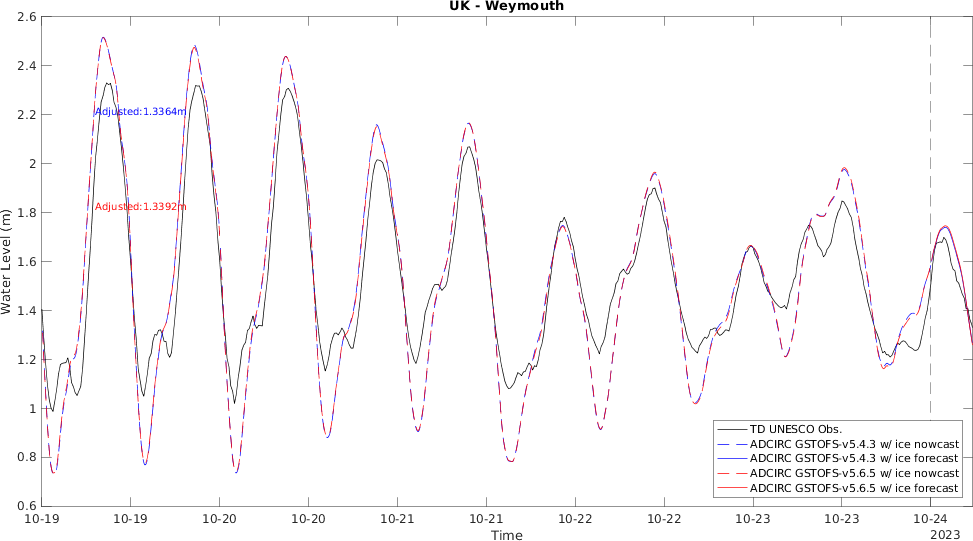 UK - Weymouth
2.6
2.4
2.2
2
1.8
1.6
1.4
1.2
1
0.8
0.6
Water Level (m)
Adjusted:1.3364m
Adjusted:1.3392m
TD UNESCO Obs.
ADCIRC GSTOFS-v5.4.3 w/ ice nowcast
ADCIRC GSTOFS-v5.4.3 w/ ice forecast
ADCIRC GSTOFS-v5.6.5 w/ ice nowcast
ADCIRC GSTOFS-v5.6.5 w/ ice forecast
10-19 10-19 10-20 10-20 10-21 10-21 10-22 10-22 10-23 10-23 10-24
Time
2023